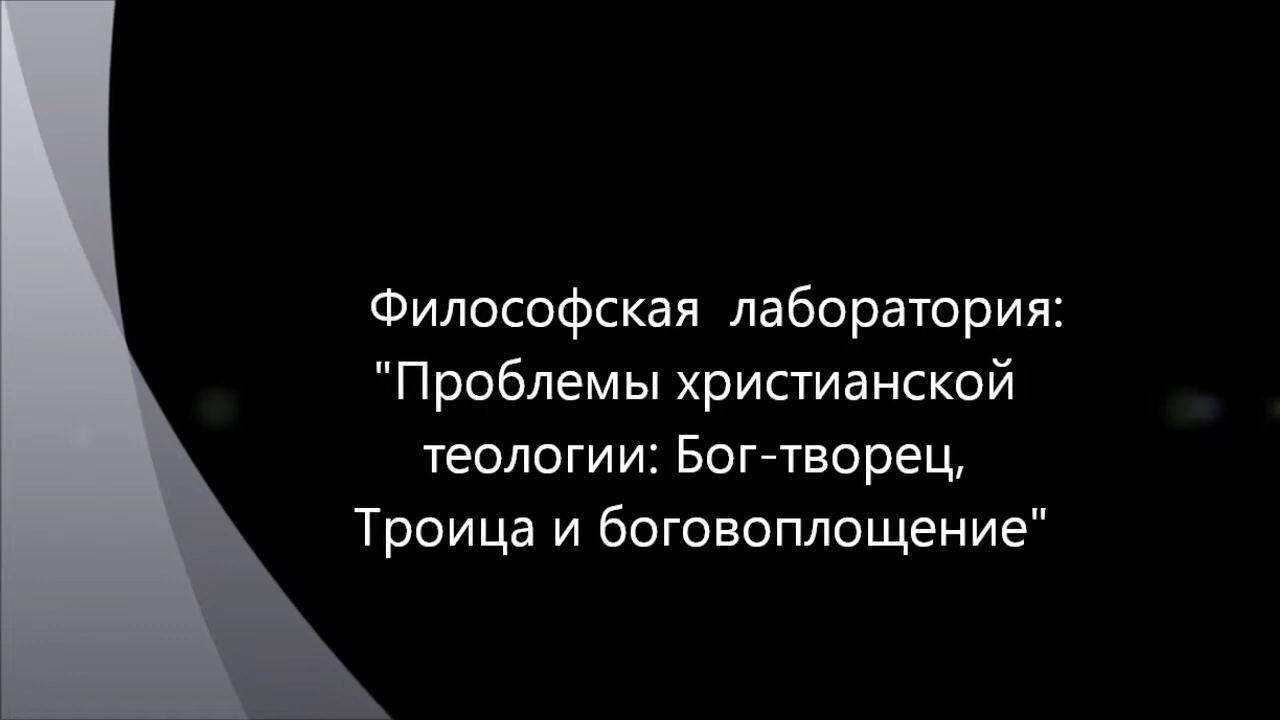 Философская лаборатория:
"Проблемы христианской
теологии: Бог-творец,
Троица и боговоплощение"